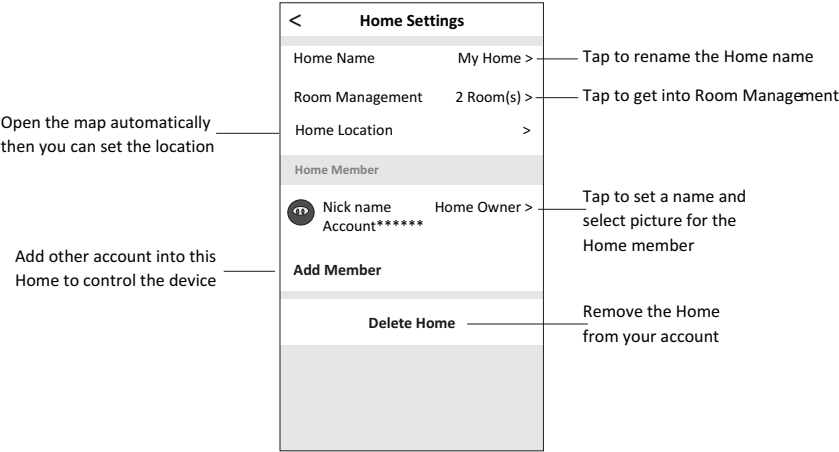 < Home Settings
Home Name My Home >
Tap to rename the Home name
Room Management 2 Room(s) >
Tap to get into Room Management
Open the map automatically
then you can set the location
Home Location >
Home Member
Nick name Home Owner >
Account******
Tap to set a name and
select picture for the
Home member
Add other account into this
Home to control the device
Add Member
Delete Home
Remove the Home
from your account